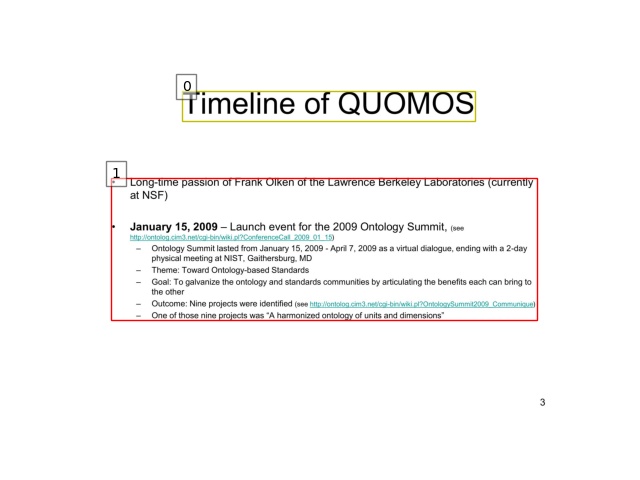 0
Timeline of QUOMOS
1
• Long-time passion of Frank Olken of the Lawrence Berkeley Laboratories (currently
at NSF)
• January 15, 2009 – Launch event for the 2009 Ontology Summit, (see
http://ontolog.cim3.net/cgi-bin/wiki.pl?ConferenceCall_2009_01_15)
– Ontology Summit lasted from January 15, 2009 - April 7, 2009 as a virtual dialogue, ending with a 2-day
physical meeting at NIST, Gaithersburg, MD
– Theme: Toward Ontology-based Standards
– Goal: To galvanize the ontology and standards communities by articulating the benefits each can bring to
the other
– Outcome: Nine projects were identified (see http://ontolog.cim3.net/cgi-bin/wiki.pl?OntologySummit2009_Communique)
– One of those nine projects was “A harmonized ontology of units and dimensions”
3